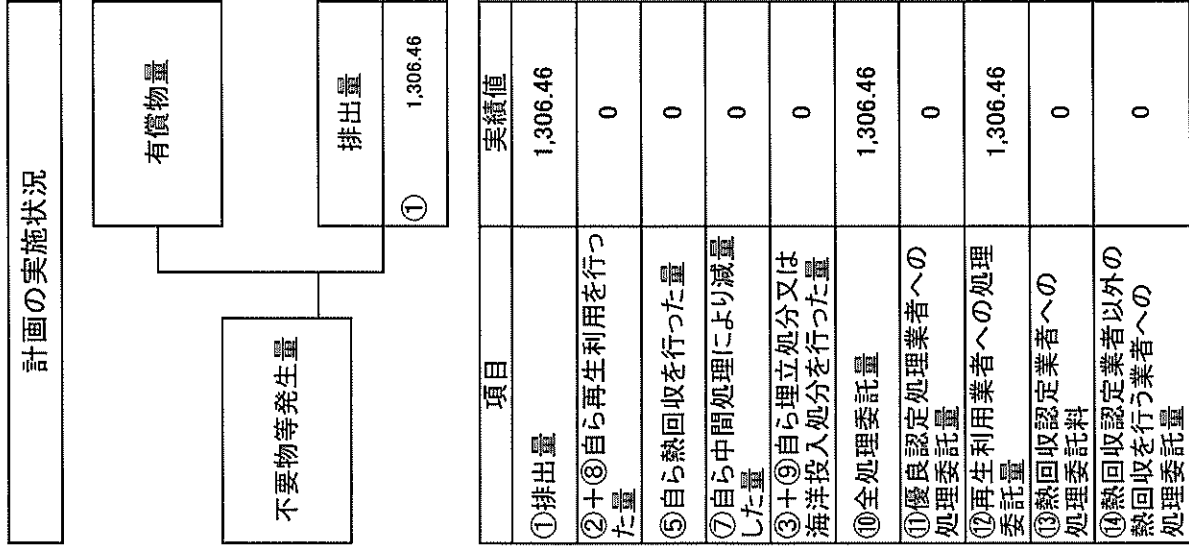 計画の実施状況
有償物量
不要物等発生量
排出量
① 1,306.46
項目 実績値
①排出量 1,306.46
②+⑧自ら再生利用を行っ
た量 0
⑤自ら熱回収を行った量 0
⑦自ら中間処理により減量
した量 0
③+⑨自ら埋立処分又は
海洋投入処分を行った量 0
⑩全処理委託量 1,306.46
⑪優良認定処理業者への
処理委託量 0
⑫再生利用業者への処理
委託量 1,306.46
⑬熱回収認定業者への
処理委託料 0
⑭熱回収認定業者以外の
熱回収を行う業者への
処理委託量 0